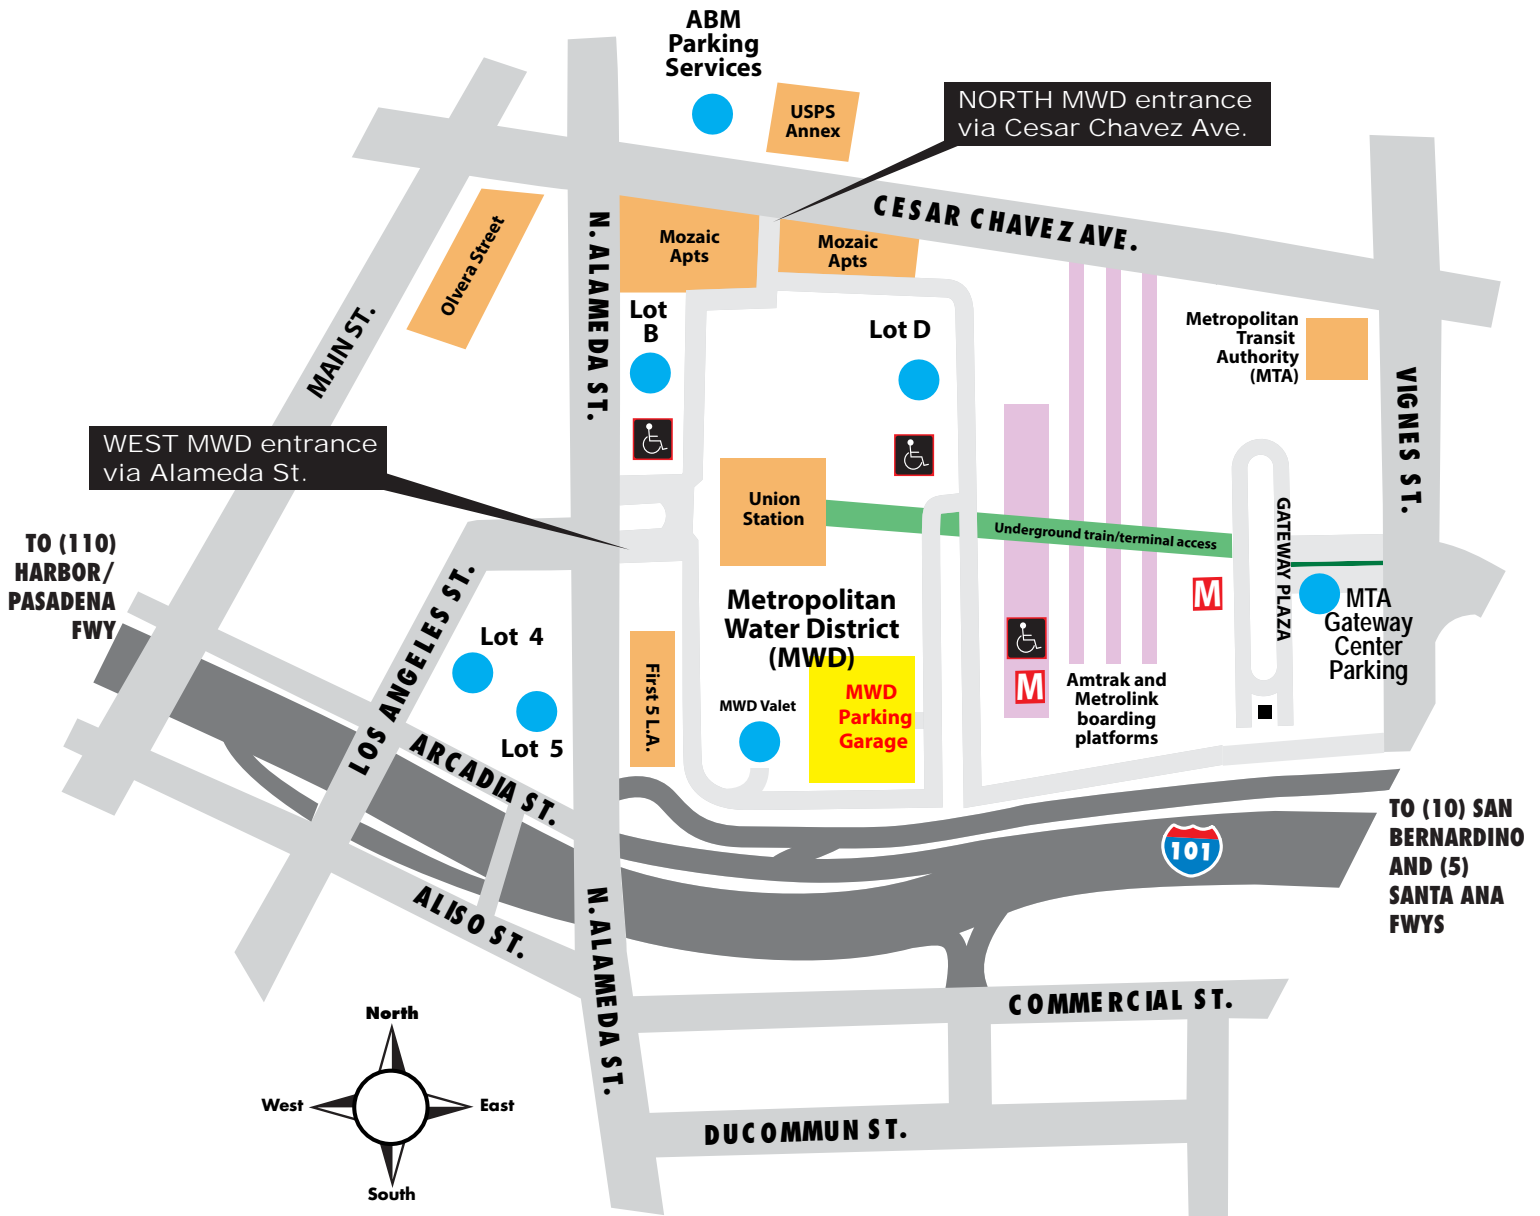 ABM
Parking
Services
USPS
Annex
NORTH MWD entrance
via Cesar Chavez Ave.
CESAR CHAVEZ AVE.
Olvera Street
N. ALAMEDA ST.
Mozaic
Apts
Mozaic
Apts
MAIN ST.
Lot
B
Lot D
Metropolitan
Transit
Authority
(MTA)
VIGNES ST.
WEST MWD entrance
via Alameda St.
Union
Station
Underground train/terminal access
GATEWAY PLAZA
TO (110)
HARBOR/
PASADENA
FWY
LOS ANGELES ST.
Metropolitan
Water District
(MWD)
M
MTA
Gateway
Center
Parking
Lot 4
Lot 5
First 5 L.A.
MWD Valet
MWD
Parking
Garage
M
Amtrak and
Metrolink
boarding
platforms
ARCADIA ST.
101
TO (10) SAN
BERNARDINO
AND (5)
SANTA ANA
FWYS
ALISO ST.
N. ALAMEDA ST.
COMMERCIAL ST.
DUCOMMUN ST.
North
West
East
South